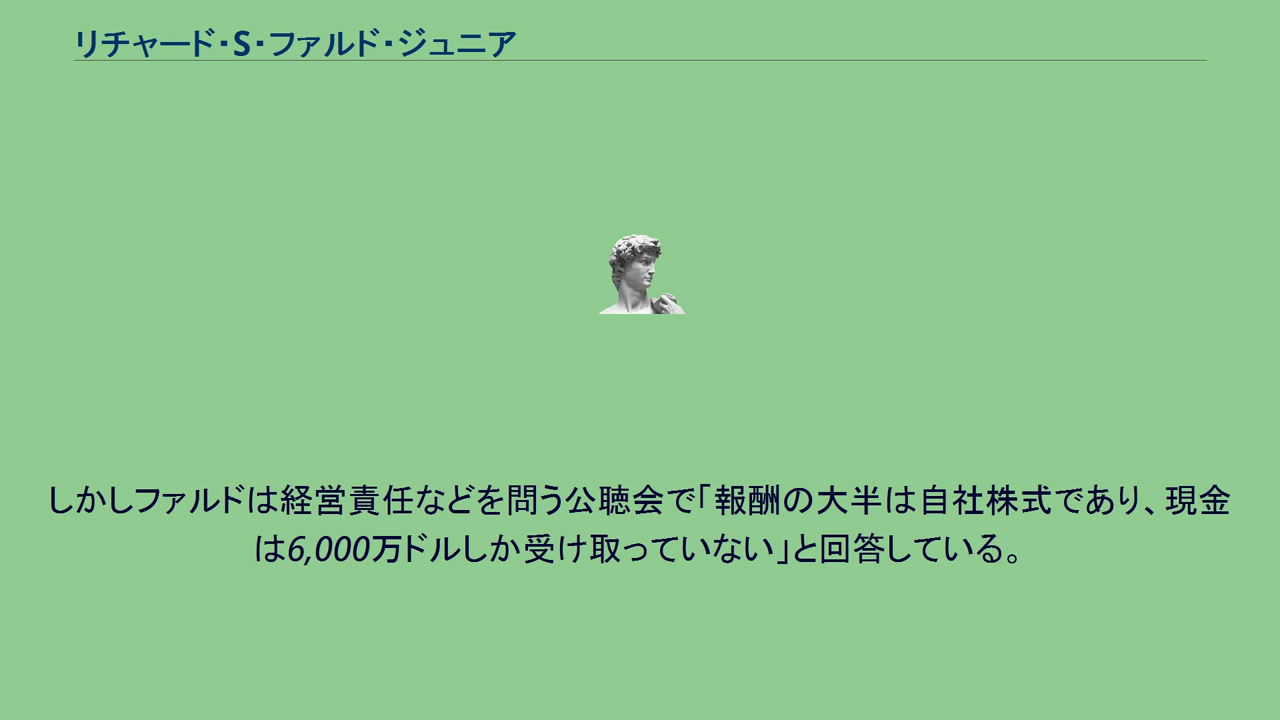 リチャード・S・ファルド・ジュニア
しかしファルドは経営責任などを問う公聴会で「報酬の大半は自社株式であり、現金
は6,000万ドルしか受け取っていない」と回答している。